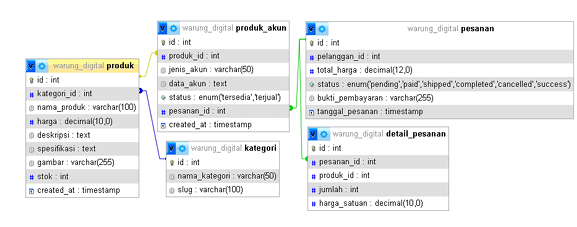 warung_digital produk
id : int
kategori_id : int
nama_produk : varchar(100)
harga : decimal(10,0)
deskripsi : text
spesifikasi : text
gambar : varchar(255)
stok : int
created_at : timestamp
warung_digital produk_akun
id : int
produk_id : int
jenis_akun : varchar(50)
data_akun : text
status : enum('tersedia','terjual')
pesanan_id : int
created_at : timestamp
warung_digital kategori
id : int
nama_kategori : varchar(50)
slug : varchar(100)
warung_digital pesanan
id : int
pelanggan_id : int
total_harga : decimal(12,0)
status : enum('pending','paid','shipped','completed','cancelled','success')
bukti_pembayaran : varchar(255)
tanggal_pesanan : timestamp
warung_digital detail_pesanan
id : int
pesanan_id : int
produk_id : int
jumlah : int
harga_satuan : decimal(10,0)